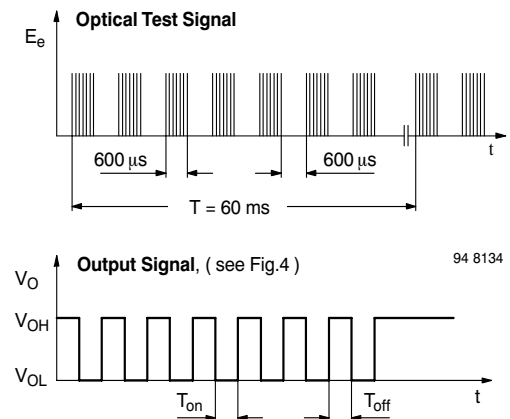 Optical Test Signal
Ee
600 μs
600 μs
t
T = 60 ms
Output Signal, ( see Fig.4 )
94 8134
VO
VOH
VOL
Ton
Toff
t